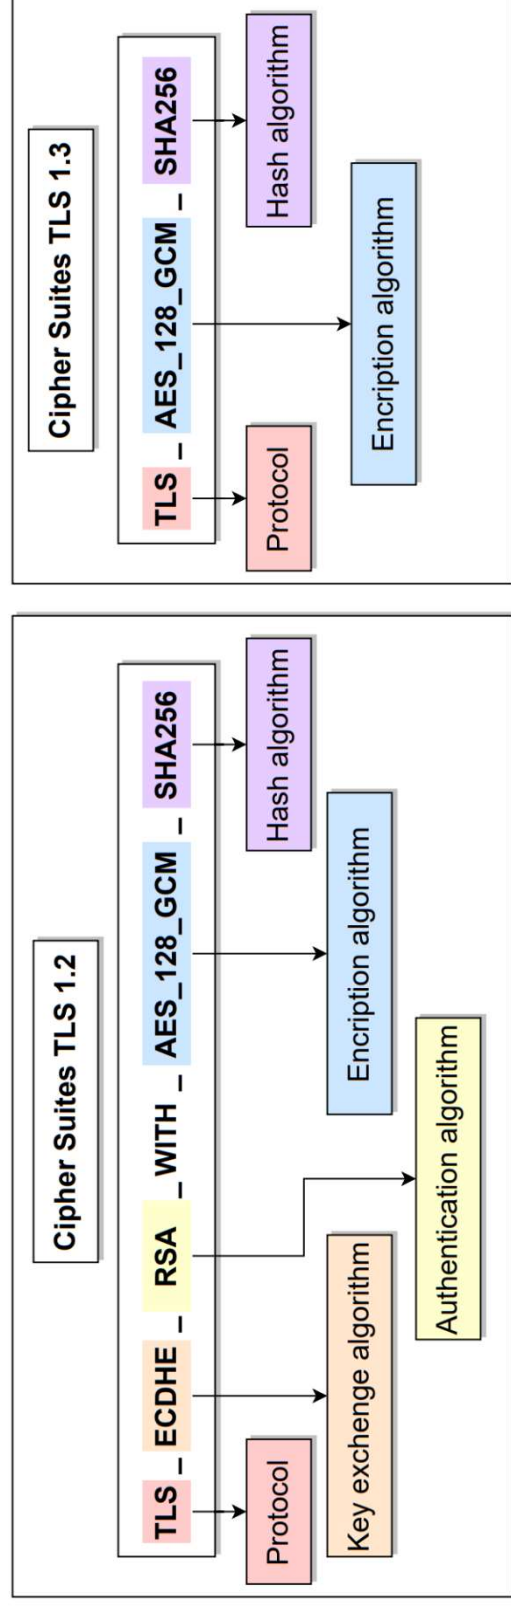 Cipher Suites TLS 1.2
TLS _ ECDHE _ RSA _ WITH _ AES_128_GCM _ SHA256
Protocol
Key exchenge algorithm
Authentication algorithm
Encription algorithm
Hash algorithm
Cipher Suites TLS 1.3
TLS _ AES_128_GCM _ SHA256
Protocol
Encription algorithm
Hash algorithm